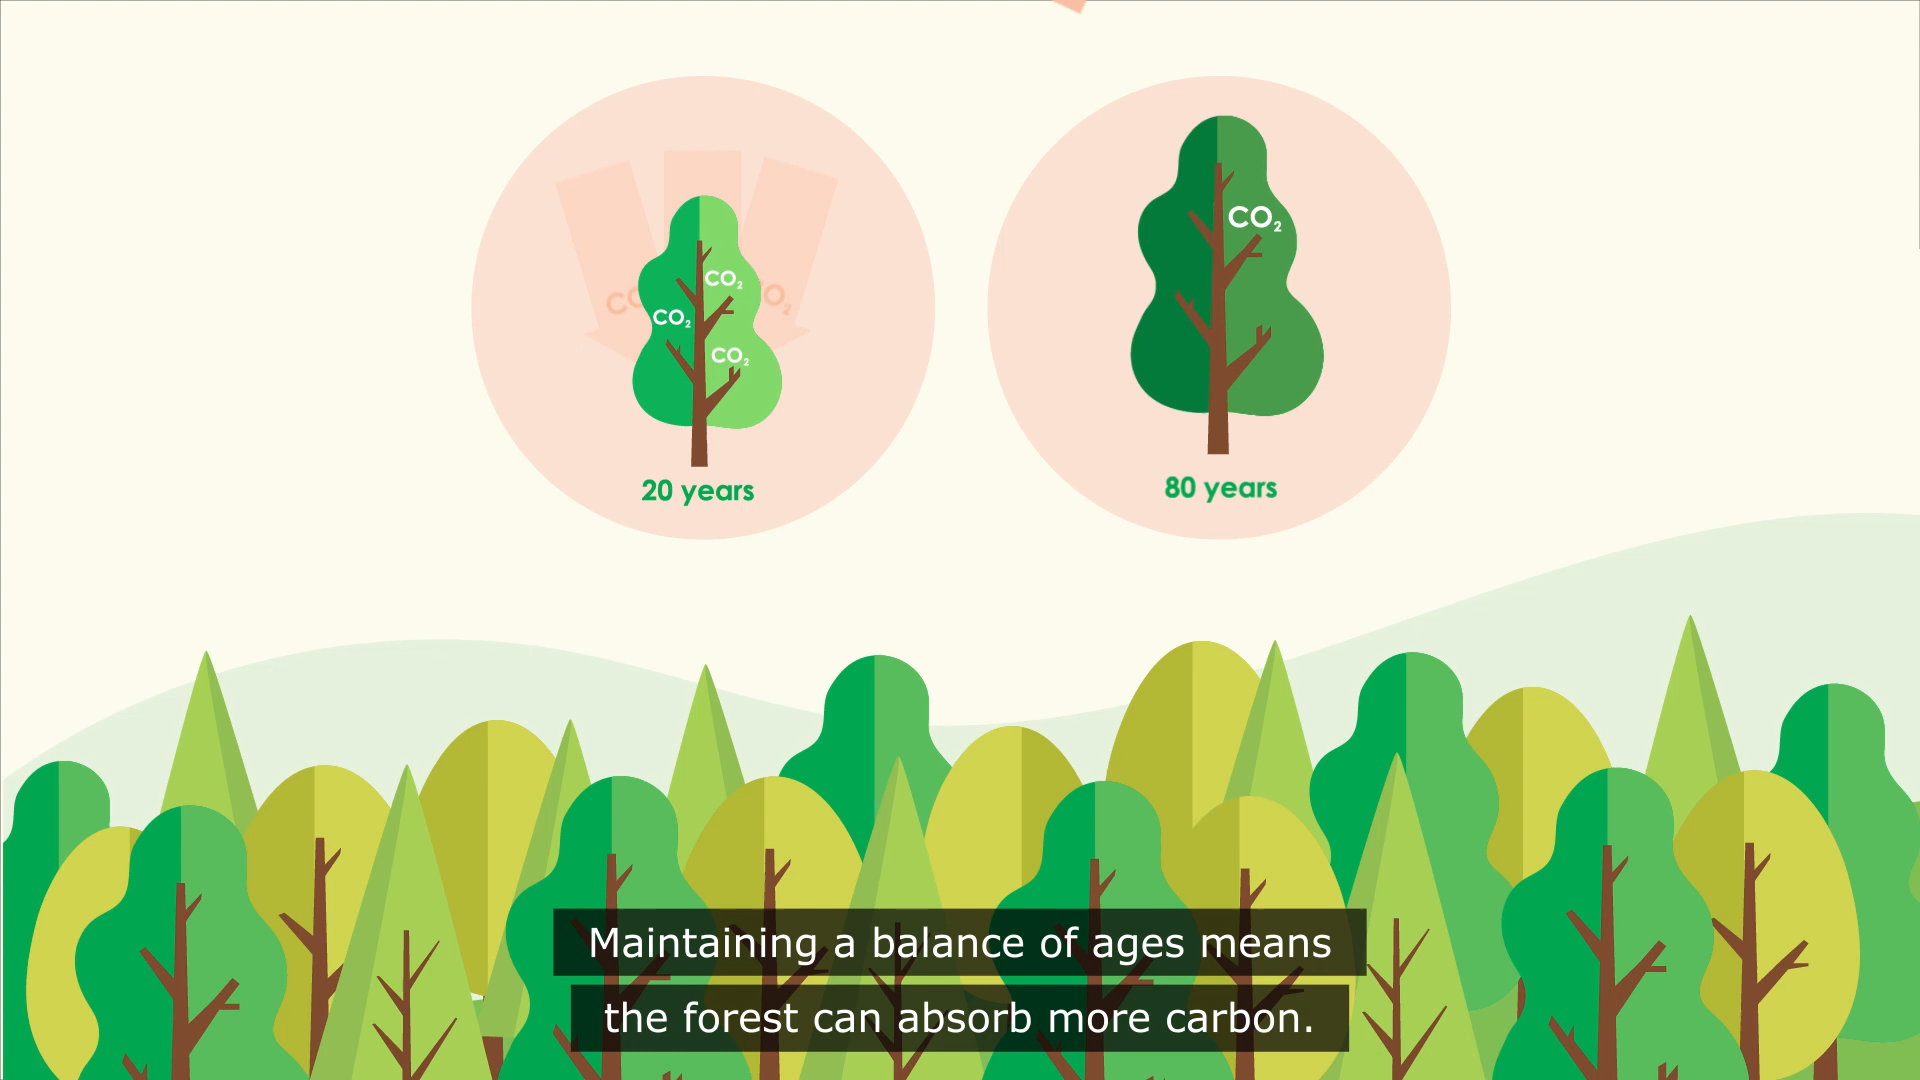 CO₂
CO₂
CO₂
CO₂
20 years
80 years
Maintaining a balance of ages means
the forest can absorb more carbon.